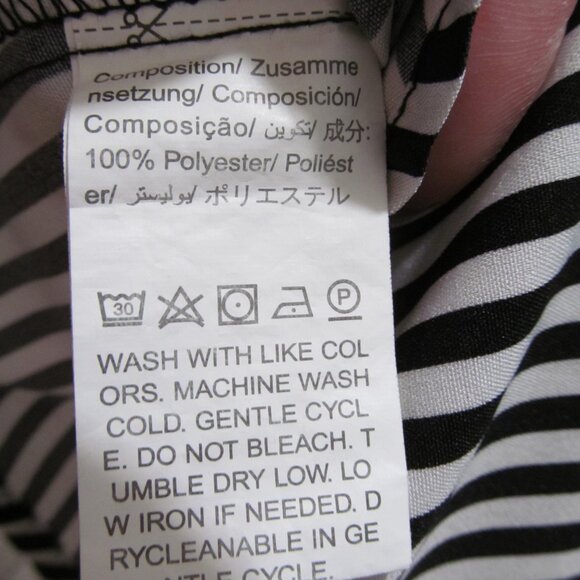 Composition/ Zusamme
nsetzung/ Composición/
Composição/ تكوين/ 成分:
100% Polyester/ Poliést
er/ بوليستر/ ポリエステル
30 P
WASH WiTH LIKE COL
ORS. MACHINE WASH
COLD. GENTLE CYCL
E. DO NOT BLEACH. T
UMBLE DRY LOW. LO
W IRON IF NEEDED. D
RYCLEANABLE IN GE
NTLE CYCLE.